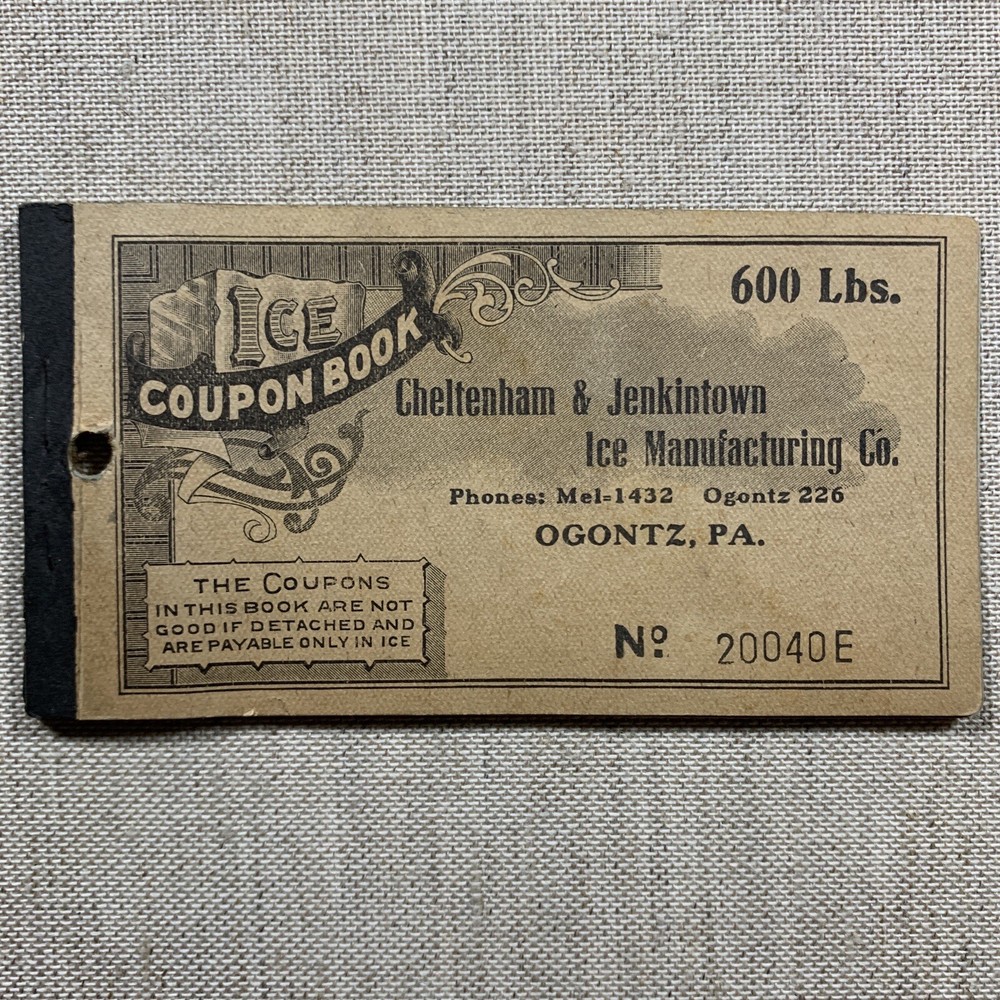 ICE
COUPON BOOK
600 Lbs.
Cheltenham & Jenkintown
Ice Manufacturing Co.
Phones: Mel-1432 Ogontz 226
OGONTZ, PA.
THE COUPONS
IN THIS BOOK ARE NOT
GOOD IF DETACHED AND
ARE PAYABLE ONLY IN ICE
Nº 20040E